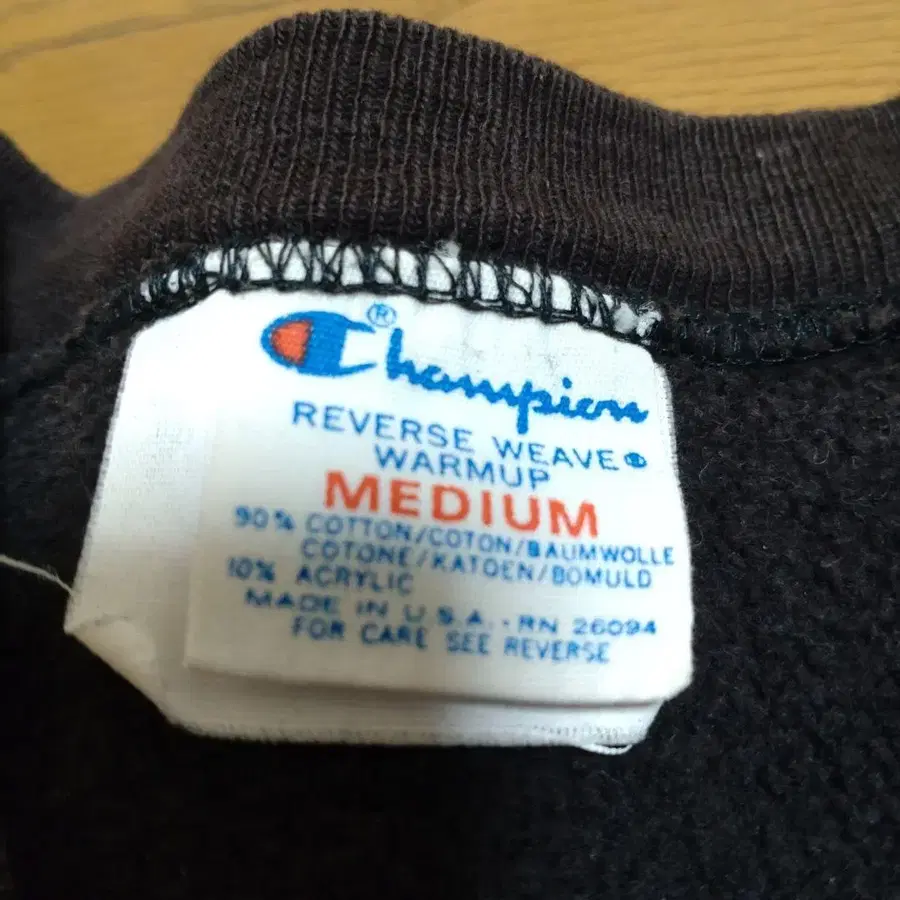 Champion®
REVERSE WEAVE®
WARMUP
MEDIUM
90% COTTON/COTON/BAUMWOLLE
COTONE/KATOEN/BOMULD
10% ACRYLIC
MADE IN U.S.A. · RN 26094
FOR CARE SEE REVERSE